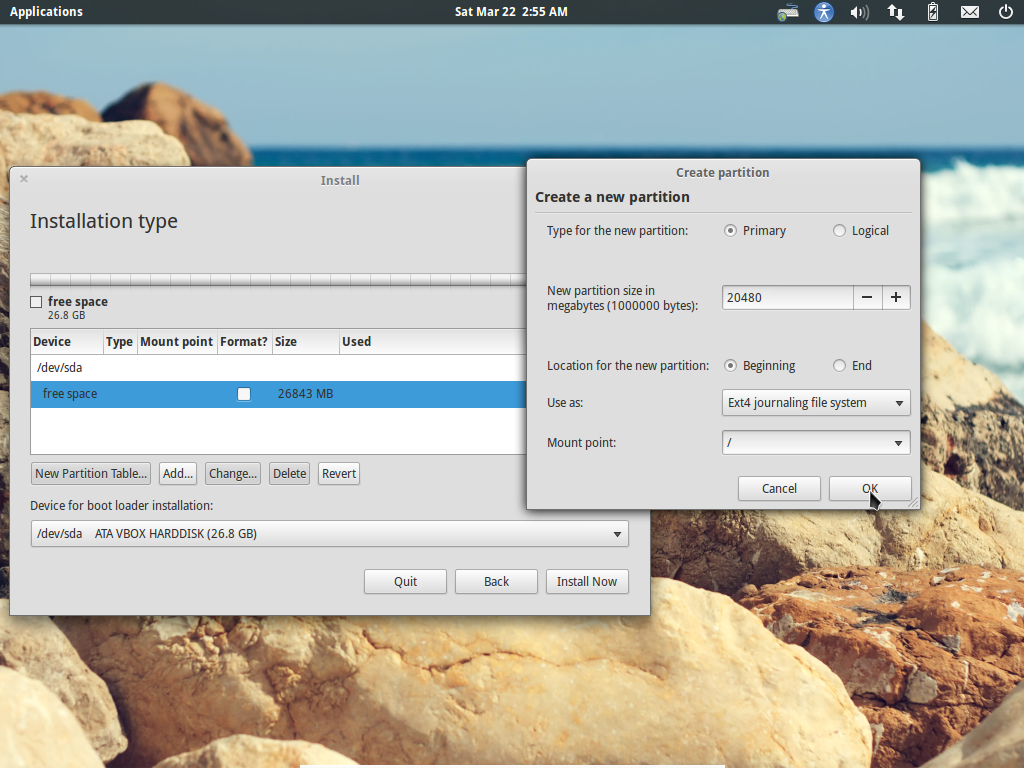 Applications
Sat Mar 22 2:55 AM
Install
Installation type
free space
26.8 GB
Device Type Mount point Format? Size Used
/dev/sda
free space 26843 MB
New Partition Table... Add... Change... Delete Revert
Device for boot loader installation:
/dev/sda ATA VBOX HARDDISK (26.8 GB)
Quit Back Install Now
Create partition
Create a new partition
Type for the new partition: Primary Logical
New partition size in
megabytes (1000000 bytes): 20480
Location for the new partition: Beginning End
Use as: Ext4 journaling file system
Mount point: /
Cancel OK